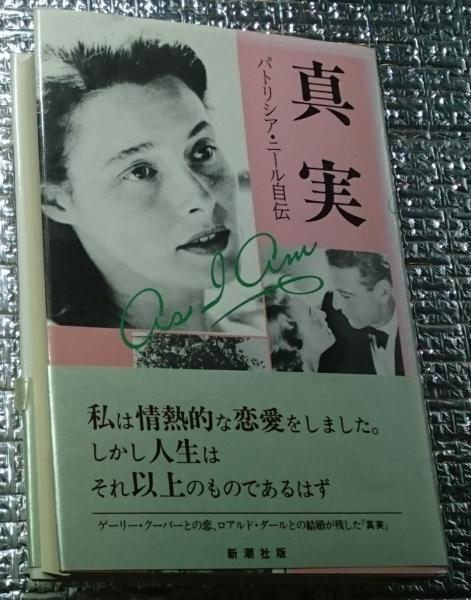 真実
パトリシア・ニール自伝
As I Am
私は情熱的な恋愛をしました。
しかし人生は
それ以上のものであるはず
ゲーリー・クーパーとの恋、ロアルド・ダールとの結婚が残した「真実」
新潮社版